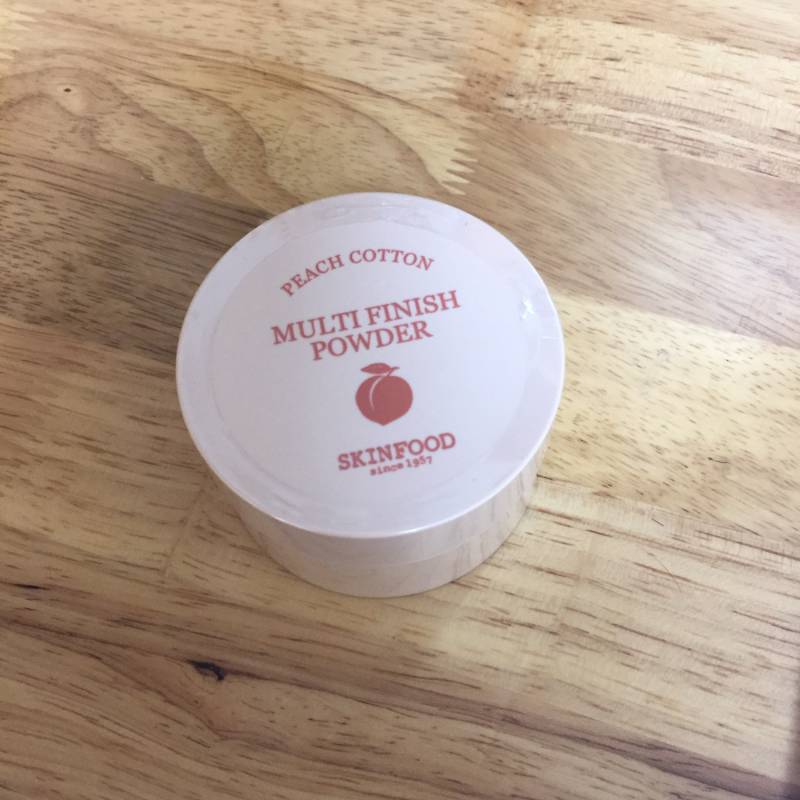 PEACH COTTON
MULTI FINISH
POWDER
SKINFOOD
since 1957